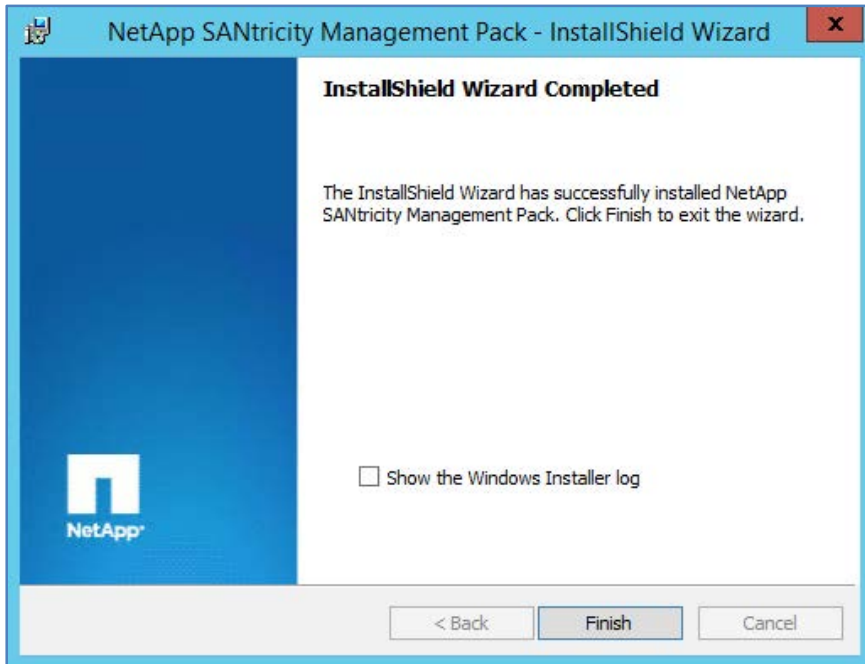 NetApp SANtricity Management Pack - InstallShield Wizard
x
InstallShield Wizard Completed
The InstallShield Wizard has successfully installed NetApp
SANtricity Management Pack. Click Finish to exit the wizard.
Show the Windows Installer log
NetApp
< Back Finish Cancel